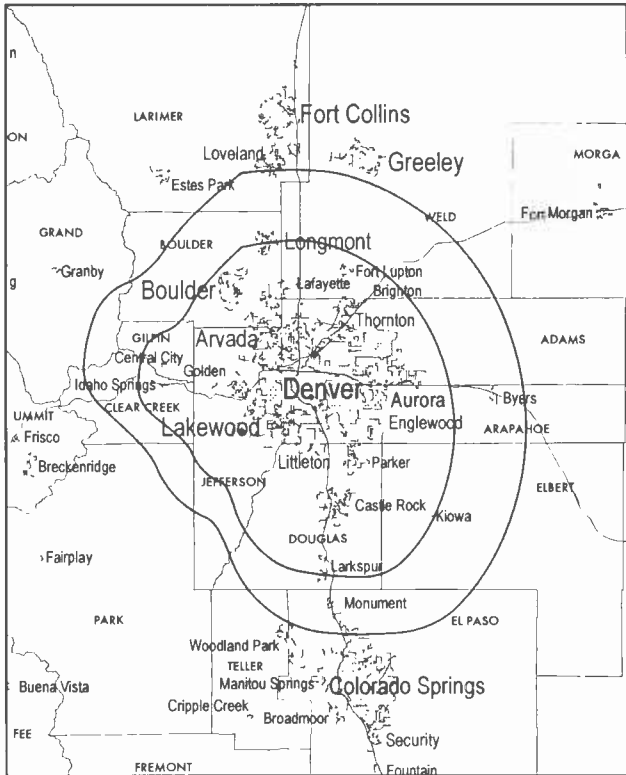 n
Fort Collins
LARIMER
ON
Loveland
Greeley
MORGA
Estes Park
WELD
Fort Morgan
GRAND
BOULDER
Longmont
Granby
Fort Lupton
g
Boulder
Lafayette
Brighton
Thornton
GILPIN
Arvada
ADAMS
Central City
Golden
Idaho Springs
Denver
Aurora
Byers
CLEAR CREEK
SUMMIT
Englewood
ARAPAHOE
Frisco
Lakewood
Littleton
Parker
Breckenridge
JEFFERSON
ELBERT
Castle Rock
Kiowa
DOUGLAS
Fairplay
Larkspur
Monument
PARK
EL PASO
Woodland Park
TELLER
Manitou Springs
Colorado Springs
Buena Vista
Cripple Creek
Broadmoor
FEE
Security
FREMONT
Fountain